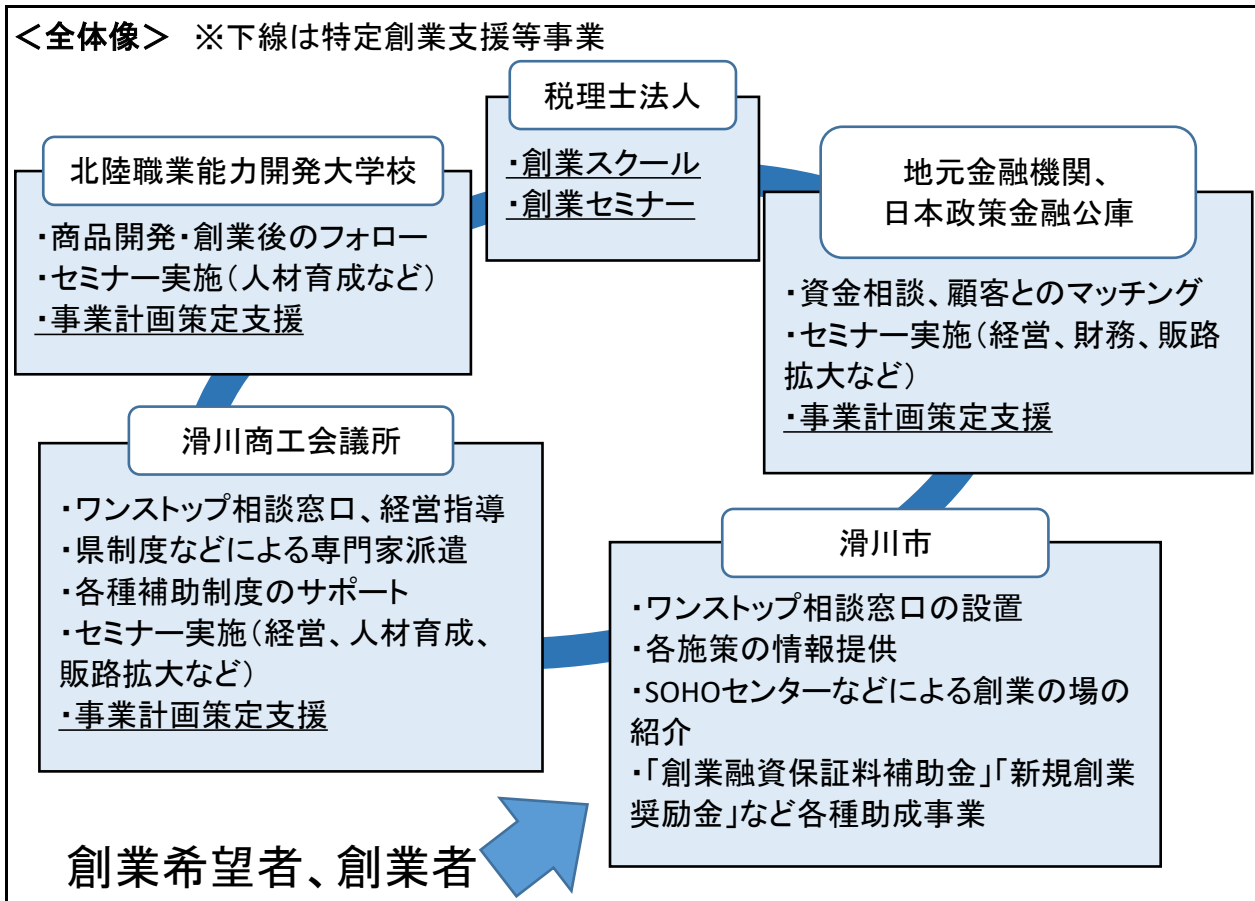 ＜全体像＞ ※下線は特定創業支援等事業
税理士法人
・創業スクール
・創業セミナー
北陸職業能力開発大学校
・商品開発・創業後のフォロー
・セミナー実施（人材育成など）
・事業計画策定支援
地元金融機関、
日本政策金融公庫
・資金相談、顧客とのマッチング
・セミナー実施（経営、財務、販路
拡大など）
・事業計画策定支援
滑川商工会議所
・ワンストップ相談窓口、経営指導
・県制度などによる専門家派遣
・各種補助制度のサポート
・セミナー実施（経営、人材育成、
販路拡大など）
・事業計画策定支援
滑川市
・ワンストップ相談窓口の設置
・各施策の情報提供
・SOHOセンターなどによる創業の場の
紹介
・「創業融資保証料補助金」「新規創業
奨励金」など各種助成事業
創業希望者、創業者